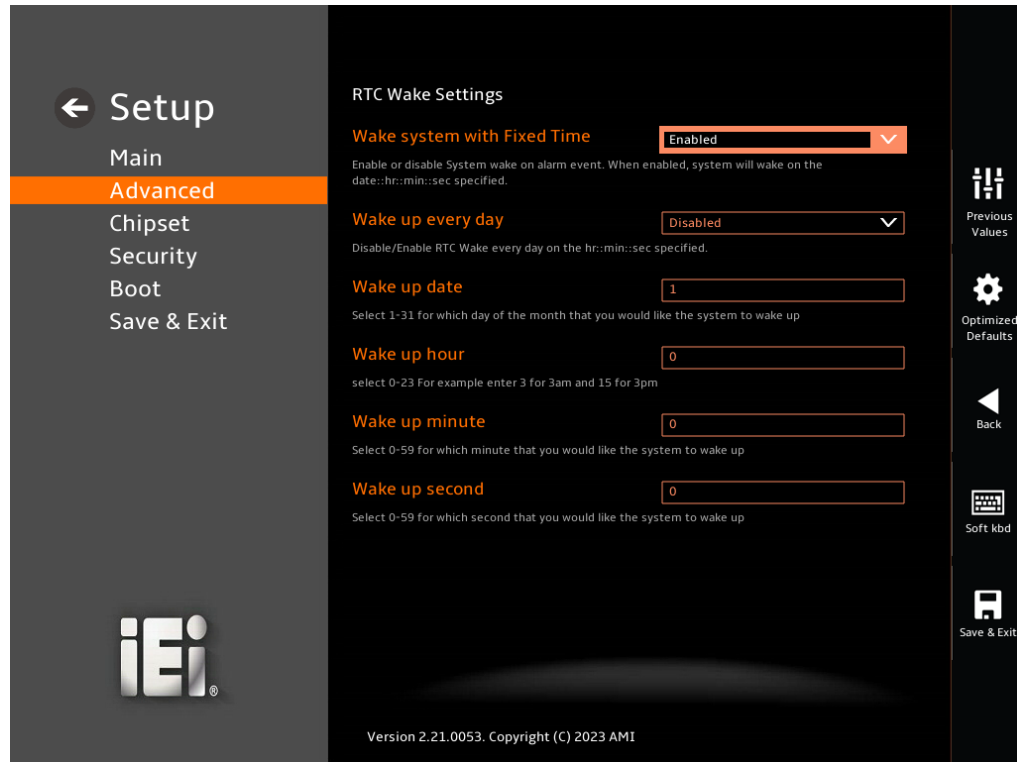 Setup
Main
Advanced
Chipset
Security
Boot
Save & Exit
iEi®
RTC Wake Settings
Wake system with Fixed Time
Enabled
Enable or disable System wake on alarm event. When enabled, system will wake on the
date::hr::min::sec specified.
Wake up every day
Disabled
Disable/Enable RTC Wake every day on the hr::min::sec specified.
Wake up date
1
Select 1-31 for which day of the month that you would like the system to wake up
Wake up hour
0
select 0-23 For example enter 3 for 3am and 15 for 3pm
Wake up minute
0
Select 0-59 for which minute that you would like the system to wake up
Wake up second
0
Select 0-59 for which second that you would like the system to wake up
Version 2.21.0053. Copyright (C) 2023 AMI
Previous
Values
Optimized
Defaults
Back
Soft kbd
Save & Exit